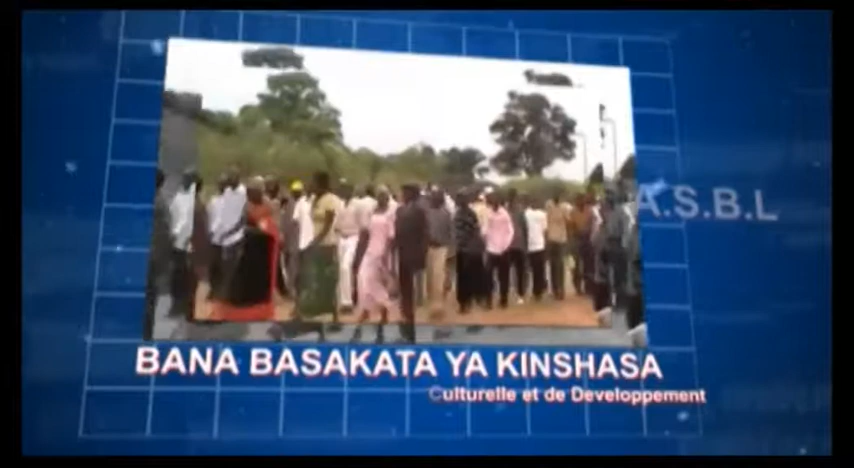 A.S.B.L
BANA BASAKATA YA KINSHASA
Culturelle et de Developpement